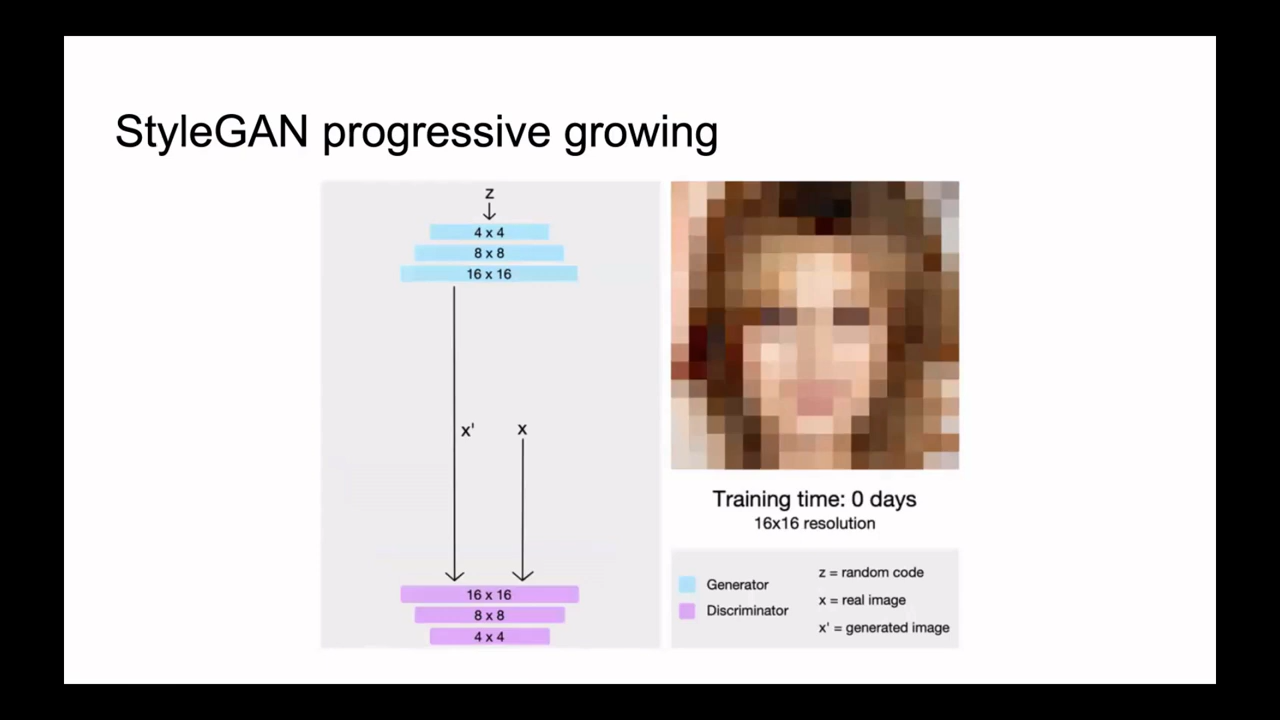 StyleGAN progressive growing
z
4 x 4
8 x 8
16 x 16
x'
x
16 x 16
8 x 8
4 x 4
Training time: 0 days
16x16 resolution
Generator
Discriminator
z = random code
x = real image
x' = generated image